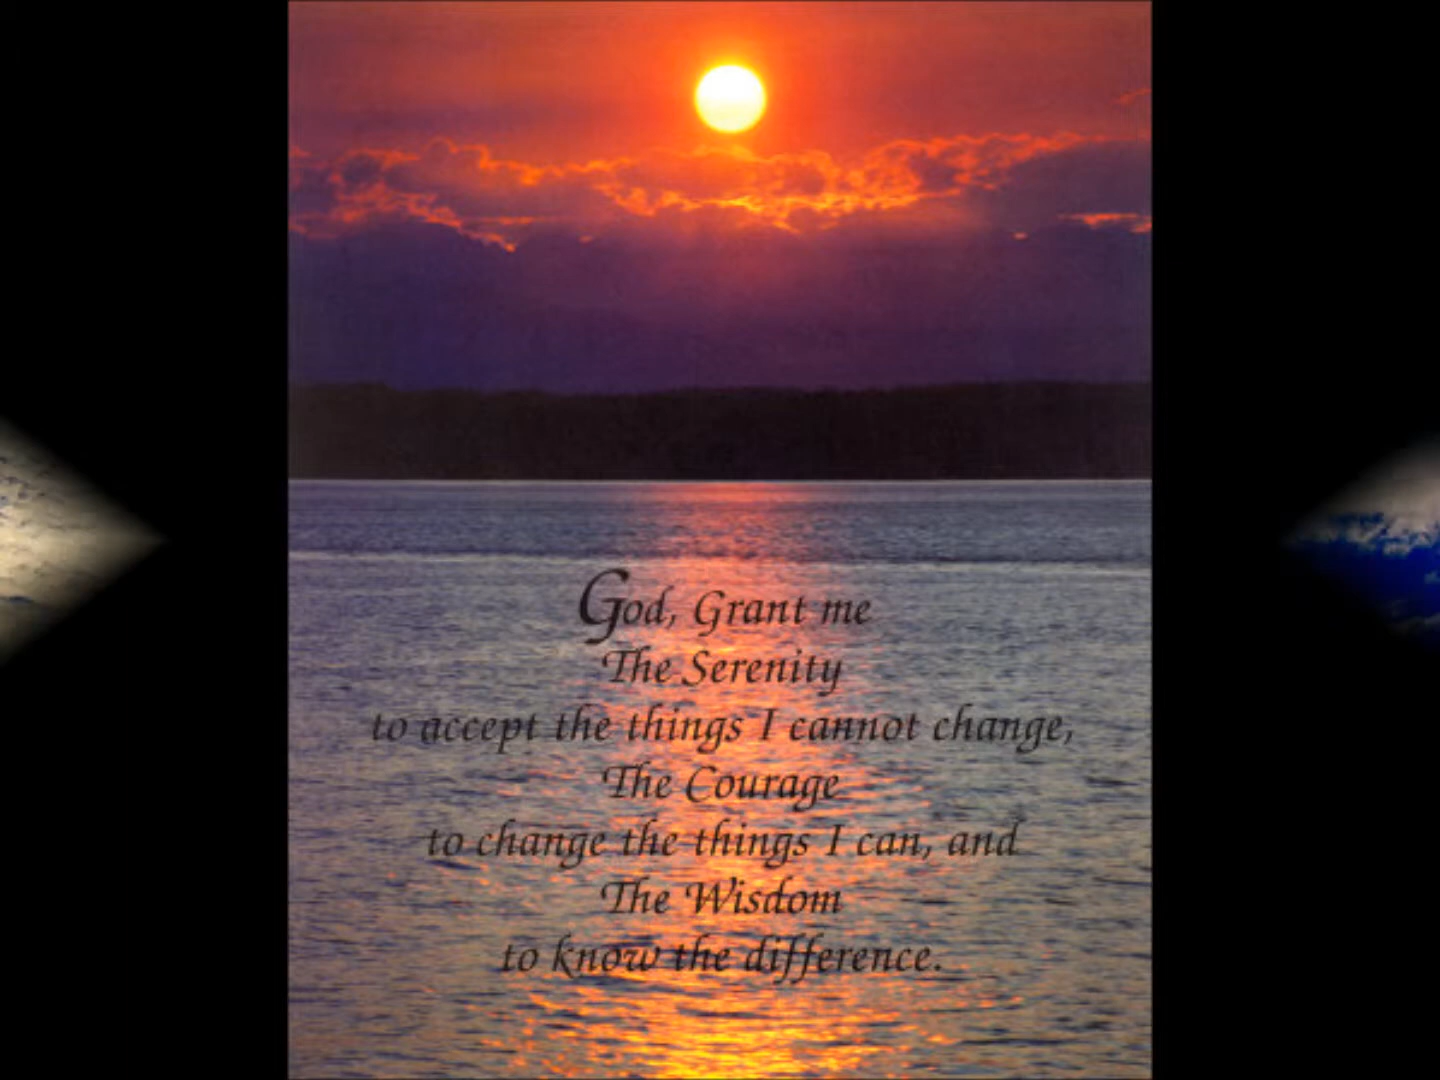 God, Grant me
The Serenity
to accept the things I cannot change,
The Courage
to change the things I can, and
The Wisdom
to know the difference.